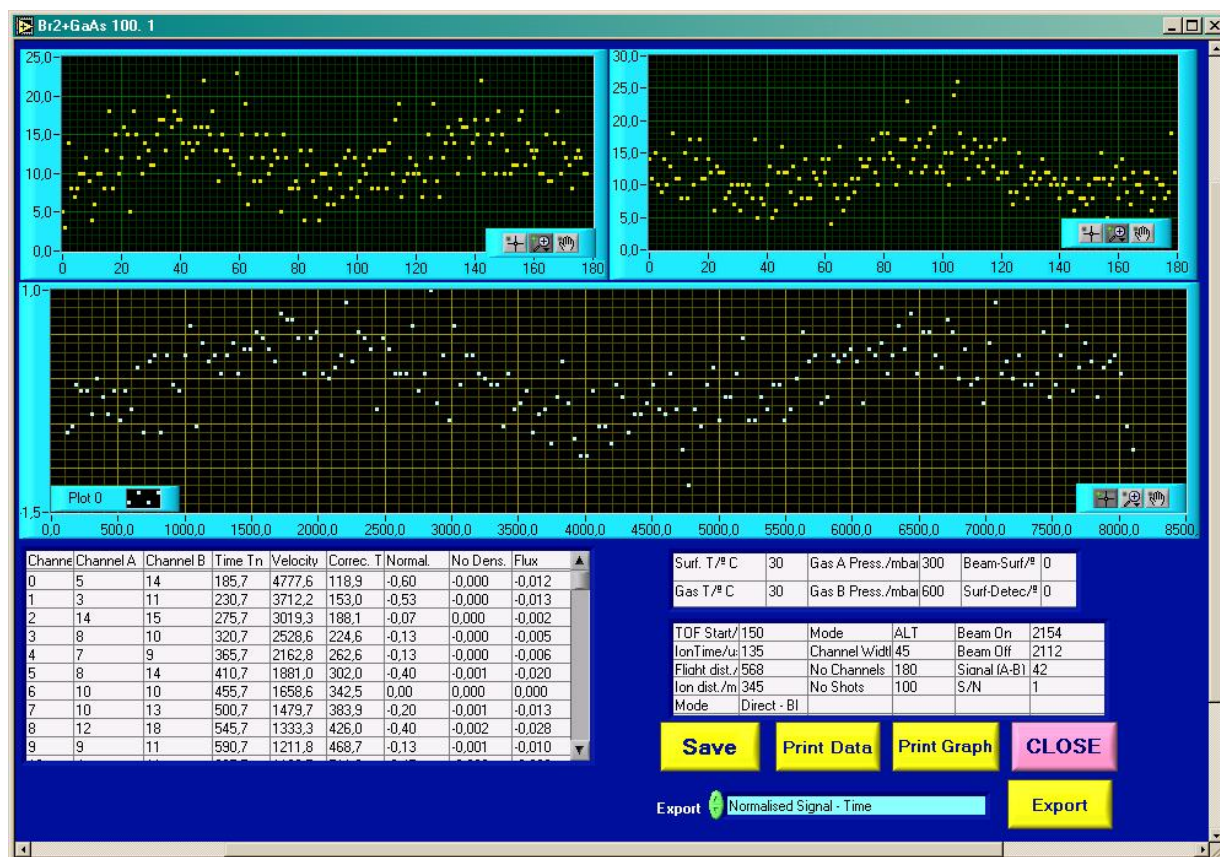 Br2+GaAs 100. 1
25,0
20,0
15,0
10,0
5,0
0,0
0 20 40 60 80 100 120 140 160 180
30,0
25,0
20,0
15,0
10,0
5,0
0,0
0 20 40 60 80 100 120 140 160 180
1,0
-1,5
Plot 0
0,0 500,0 1000,0 1500,0 2000,0 2500,0 3000,0 3500,0 4000,0 4500,0 5000,0 5500,0 6000,0 6500,0 7000,0 7500,0 8000,0 8500
Channe Channel A Channel B Time Tn Velocity Correc. T Normal. No Dens. Flux
0 5 14 185,7 4777,6 118,9 -0,60 -0,000 -0,012
1 3 11 230,7 3712,2 153,0 -0,53 -0,000 -0,013
2 14 15 275,7 3019,3 188,1 -0,07 0,000 -0,002
3 8 10 320,7 2528,6 224,6 -0,13 -0,000 -0,005
4 7 9 365,7 2162,8 262,6 -0,13 -0,000 -0,006
5 8 14 410,7 1881,0 302,0 -0,40 -0,001 -0,020
6 10 10 455,7 1658,6 342,5 0,00 0,000 0,000
7 10 13 500,7 1479,7 383,9 -0,20 -0,001 -0,013
8 12 18 545,7 1333,3 426,0 -0,40 -0,002 -0,028
9 9 11 590,7 1211,8 468,7 -0,13 -0,001 -0,010
Surf. T/º C 30 Gas A Press./mbar 300 Beam-Surf/º 0
Gas T/º C 30 Gas B Press./mbar 600 Surf-Detec/º 0
TOF Start/ 150 Mode ALT Beam On 2154
IonTime/u: 135 Channel Widtl 45 Beam Off 2112
Flight dist./ 568 No Channels 180 Signal (A-B) 42
Ion dist./m 345 No Shots 100 S/N 1
Mode Direct - BI
Save
Print Data
Print Graph
CLOSE
Export
Normalised Signal - Time
Export